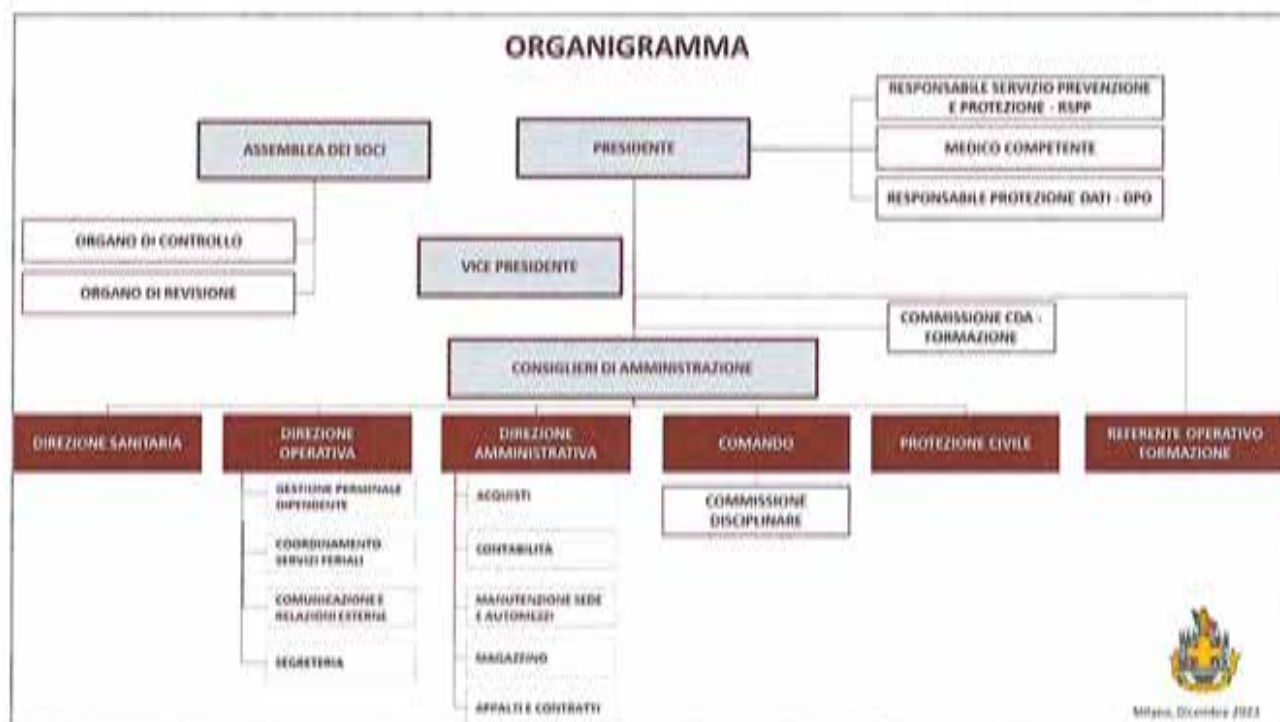 ORGANIGRAMMA
RESPONSABILE SERVIZIO PREVENZIONE
E PROTEZIONE - RSPP
ASSEMBLEA DEI SOCI
PRESIDENTE
MEDICO COMPETENTE
RESPONSABILE PROTEZIONE DATI - DPO
ORGANO DI CONTROLLO
VICE PRESIDENTE
ORGANO DI REVISIONE
COMMISSIONE CDA -
FORMAZIONE
CONSIGLIERI DI AMMINISTRAZIONE
DIREZIONE SANITARIA
DIREZIONE
OPERATIVA
DIREZIONE
AMMINISTRATIVA
COMANDO
PROTEZIONE CIVILE
REFERENTE OPERATIVO
FORMAZIONE
GESTIONE PERSONALE
DIPENDENTE
COORDINAMENTO
SERVIZI FERIALI
COMUNICAZIONE E
RELAZIONI ESTERNE
SEGRETERIA
ACQUISTI
CONTABILITÀ
MANUTENZIONE SEDE
E AUTOMEZZI
MAGAZZINO
APPALTI E CONTRATTI
COMMISSIONE
DISCIPLINARE
Milano, Dicembre 2023